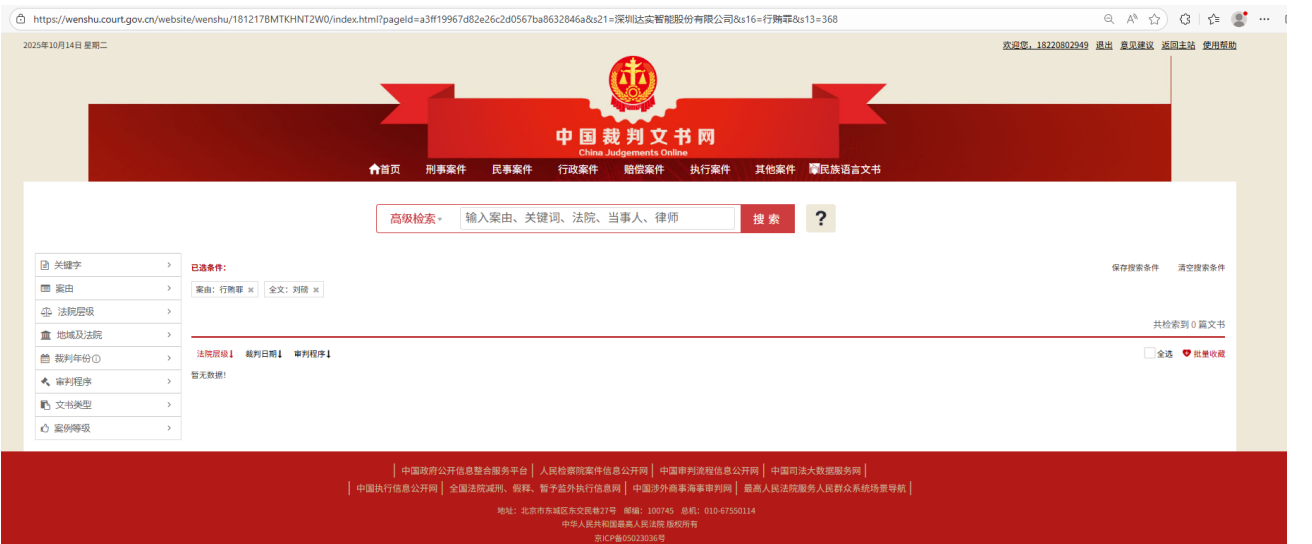 https://wenshu.court.gov.cn/website/wenshu/181217BMTKHNT2W0/index.html?pageId=a3ff19967d82e26c2d0567ba8632846a&s21=深圳达实智能股份有限公司&s16=行贿罪&s13=368
2025年10月14日 星期二
欢迎您，18220802949 退出 意见建议 返回主站 使用帮助
中国裁判文书网
China Judgements Online
首页 刑事案件 民事案件 行政案件 赔偿案件 执行案件 其他案件 民族语言文书
高级检索 输入案由、关键词、法院、当事人、律师 搜索 ?
关键字
案由
法院层级
地域及法院
裁判年份
审判程序
文书类型
案例等级
已选条件：
保存搜索条件 清空搜索条件
案由：行贿罪 × 全文：刘磅 ×
共检索到 0 篇文书
法院层级↓ 裁判日期↓ 审判程序↓
全选 批量收藏
暂无数据！
| 中国政府公开信息整合服务平台 | 人民检察院案件信息公开网 | 中国审判流程信息公开网 | 中国司法大数据服务网 |
| 中国执行信息公开网 | 全国法院减刑、假释、暂予监外执行信息网 | 中国涉外商事海事审判网 | 最高人民法院服务人民群众系统场景导航 |
地址：北京市东城区东交民巷27号 邮编：100745 总机：010-67550114
中华人民共和国最高人民法院 版权所有
京ICP备05023036号